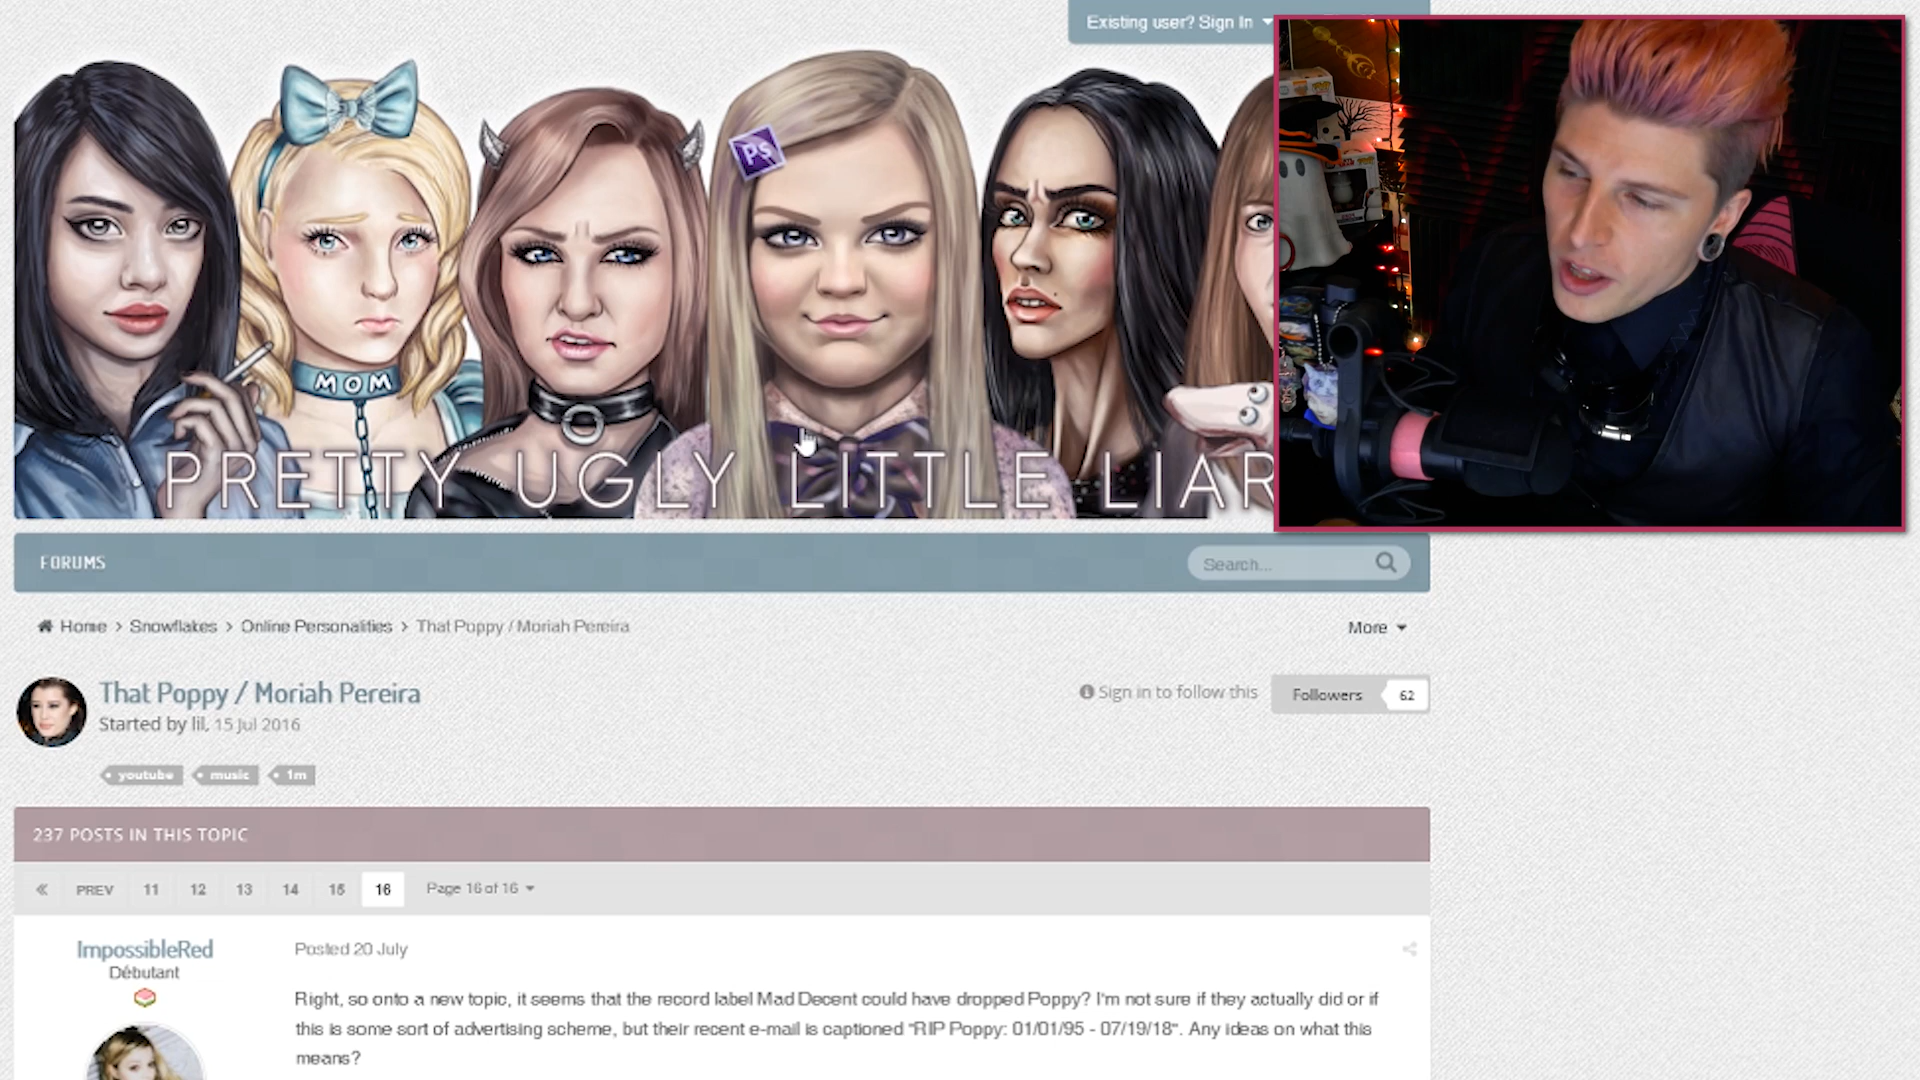 Existing user? Sign In
Ps
MOM
PRETTY UGLY LITTLE LIAR
FORUMS
Search...
Home > Snowflakes > Online Personalities > That Poppy / Moriah Pereira
More
That Poppy / Moriah Pereira
Started by lil, 15 Jul 2016
Sign in to follow this
Followers 62
youtube music 1m
237 POSTS IN THIS TOPIC
« PREV 11 12 13 14 15 16 Page 16 of 16
ImpossibleRed
Débutant
Posted 20 July
Right, so onto a new topic, it seems that the record label Mad Decent could have dropped Poppy? I'm not sure if they actually did or if
this is some sort of advertising scheme, but their recent e-mail is captioned "RIP Poppy: 01/01/95 - 07/19/18". Any ideas on what this
means?